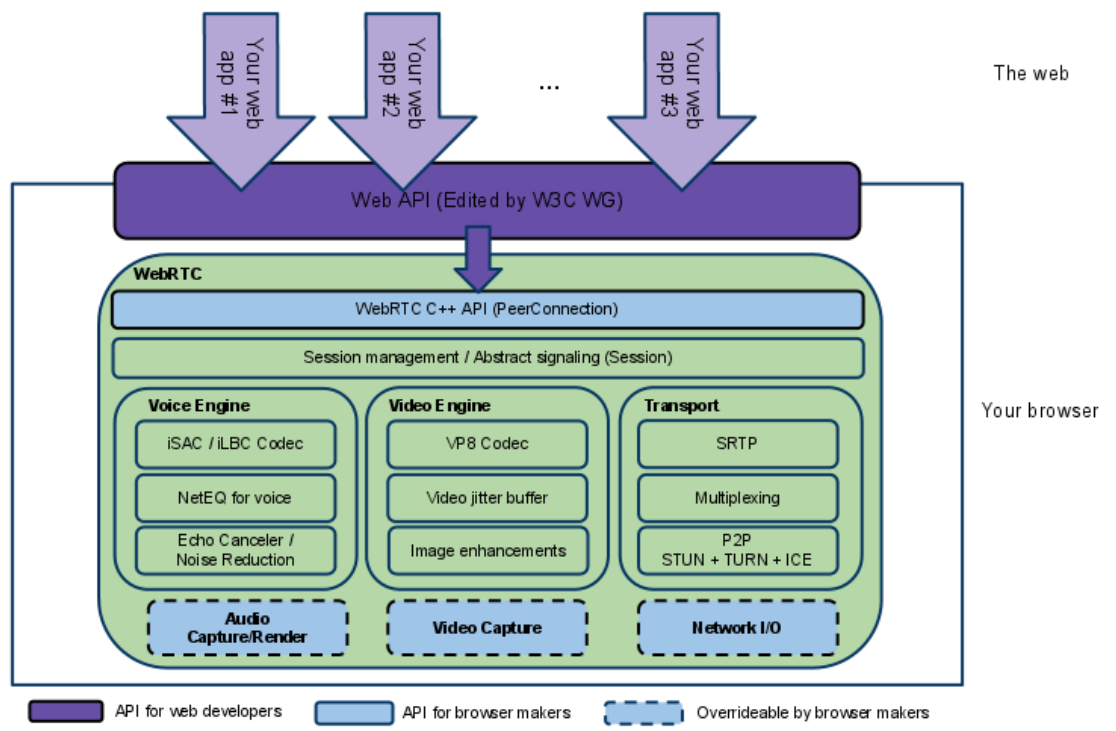 Your web
app #1
Your web
app #2
...
Your web
app #3
The web
Web API (Edited by W3C WG)
WebRTC
WebRTC C++ API (PeerConnection)
Session management / Abstract signaling (Session)
Your browser
Voice Engine
iSAC / iLBC Codec
NetEQ for voice
Echo Canceler /
Noise Reduction
Video Engine
VP8 Codec
Video jitter buffer
Image enhancements
Transport
SRTP
Multiplexing
P2P
STUN + TURN + ICE
Audio
Capture/Render
Video Capture
Network I/O
API for web developers
API for browser makers
Overrideable by browser makers